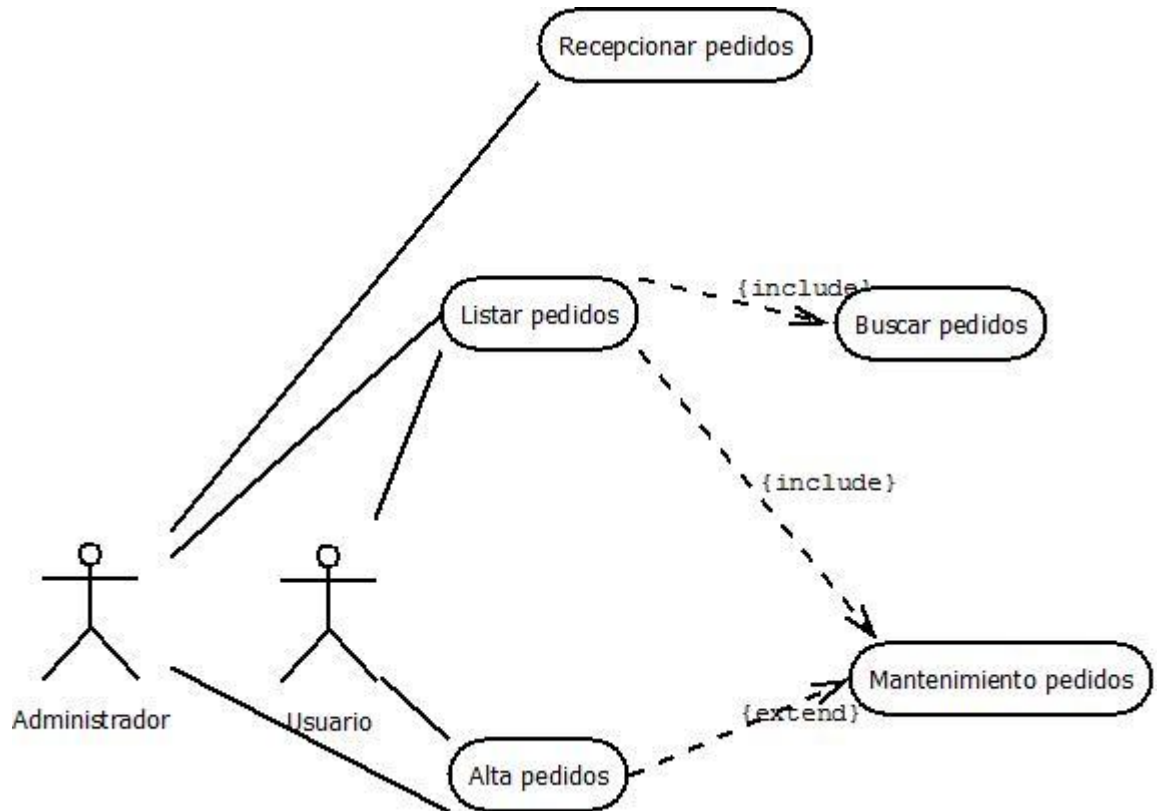 Recepcionar pedidos
{include}
Listar pedidos
Buscar pedidos
{include}
Mantenimiento pedidos
{extend}
Administrador
Usuario
Alta pedidos